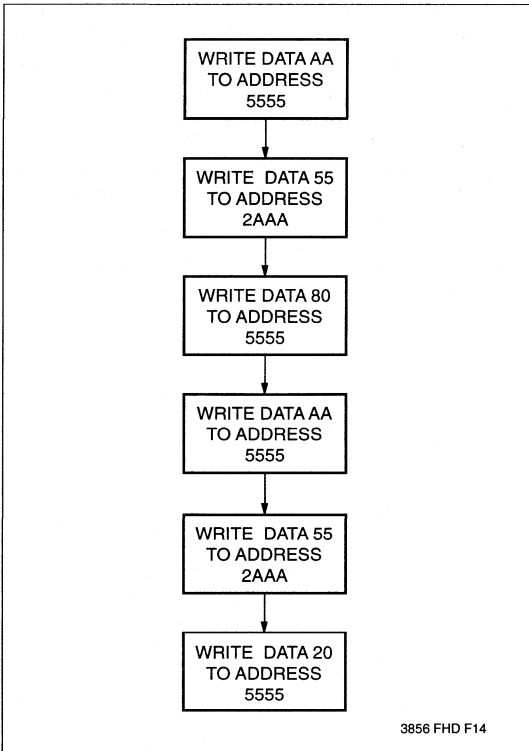 WRITE DATA AA
TO ADDRESS
5555
WRITE DATA 55
TO ADDRESS
2AAA
WRITE DATA 80
TO ADDRESS
5555
WRITE DATA AA
TO ADDRESS
5555
WRITE DATA 55
TO ADDRESS
2AAA
WRITE DATA 20
TO ADDRESS
5555
3856 FHD F14